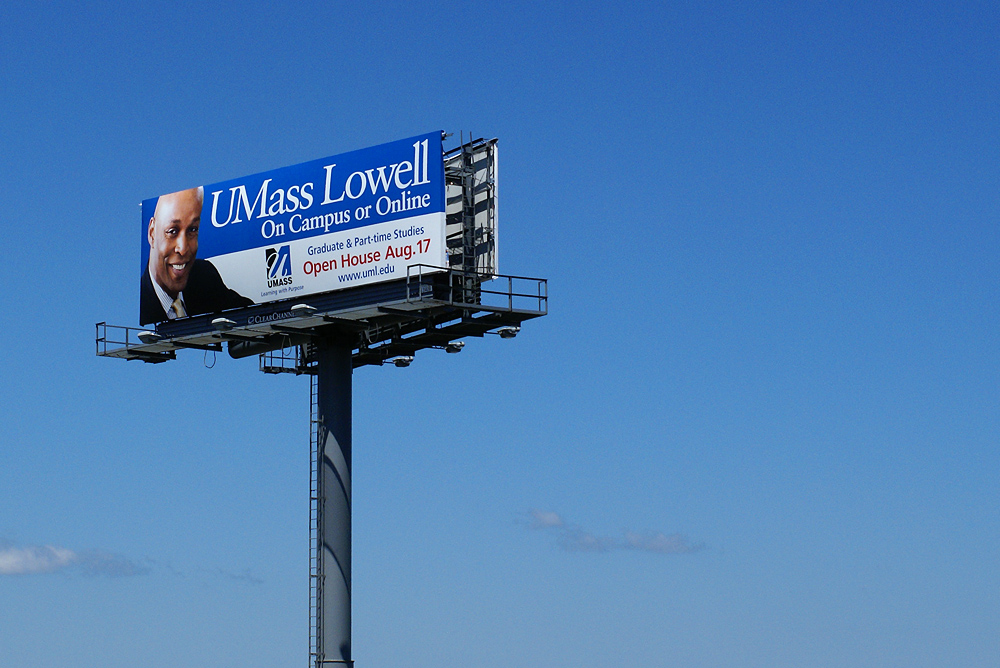 UMass Lowell
On Campus or Online
Graduate & Part-time Studies
Open House Aug.17
www.uml.edu
UMASS
Learning with Purpose
CLEARCHANNEL